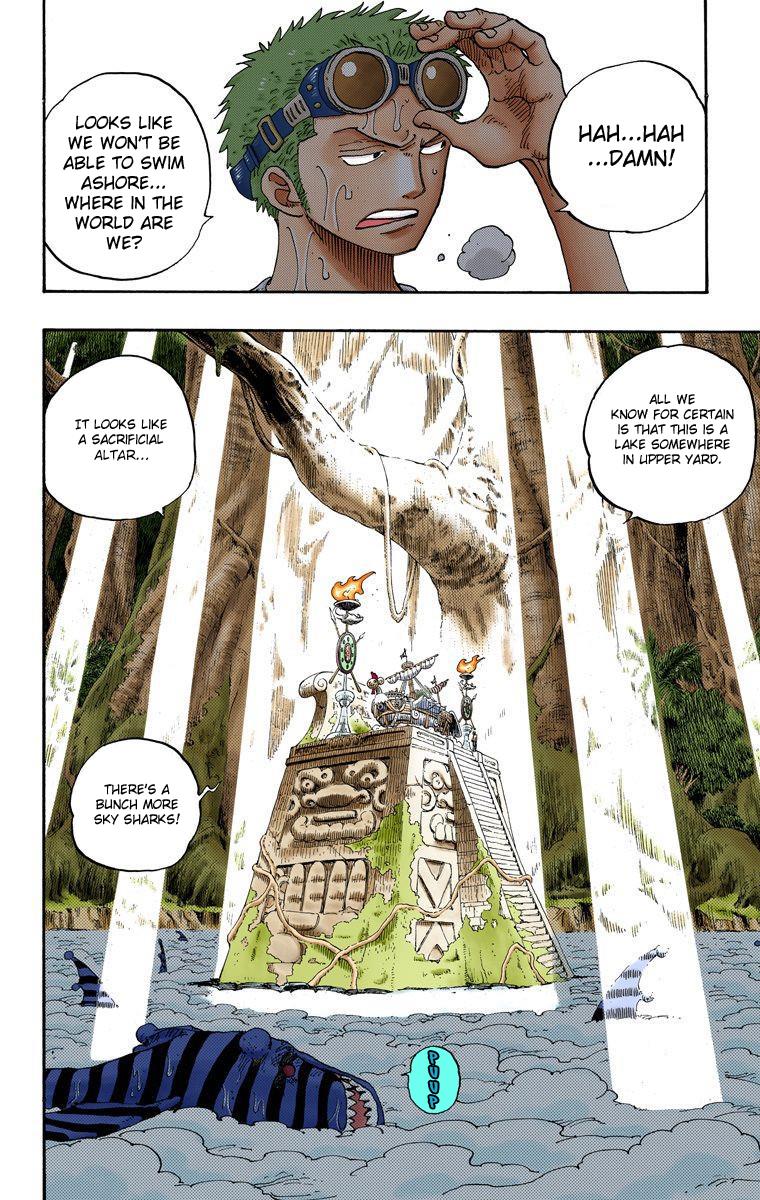 HAH...HAH
...DAMN!
LOOKS LIKE
WE WON'T BE
ABLE TO SWIM
ASHORE...
WHERE IN THE
WORLD ARE
WE?
ALL WE
KNOW FOR CERTAIN
IS THAT THIS IS A
LAKE SOMEWHERE
IN UPPER YARD.
IT LOOKS LIKE
A SACRIFICIAL
ALTAR...
THERE'S A
BUNCH MORE
SKY SHARKS!
PUUP